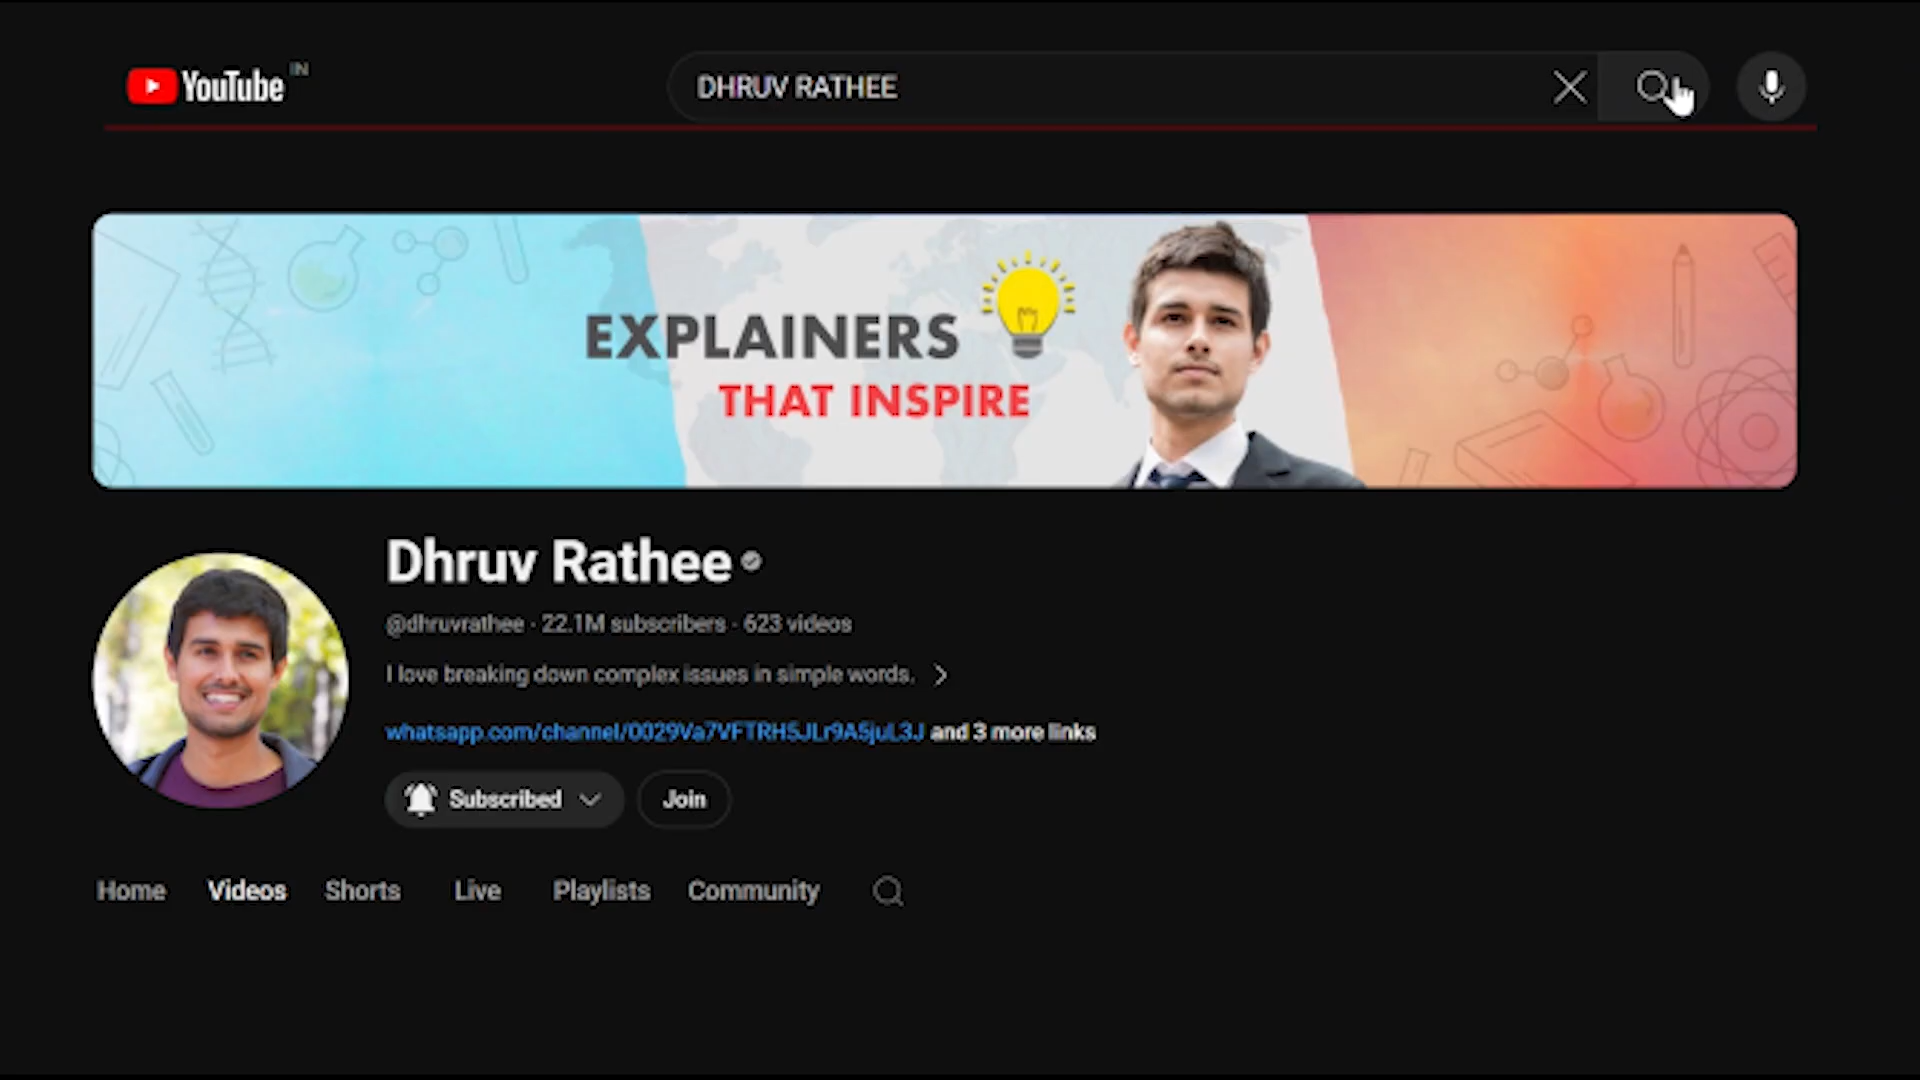 YouTube IN
DHRUV RATHEE
EXPLAINERS
THAT INSPIRE
Dhruv Rathee
@dhruvrathee · 22.1M subscribers · 623 videos
I love breaking down complex issues in simple words.
whatsapp.com/channel/0029Va7VFTRH5JLr9A5juL3J and 3 more links
Subscribed
Join
Home Videos Shorts Live Playlists Community